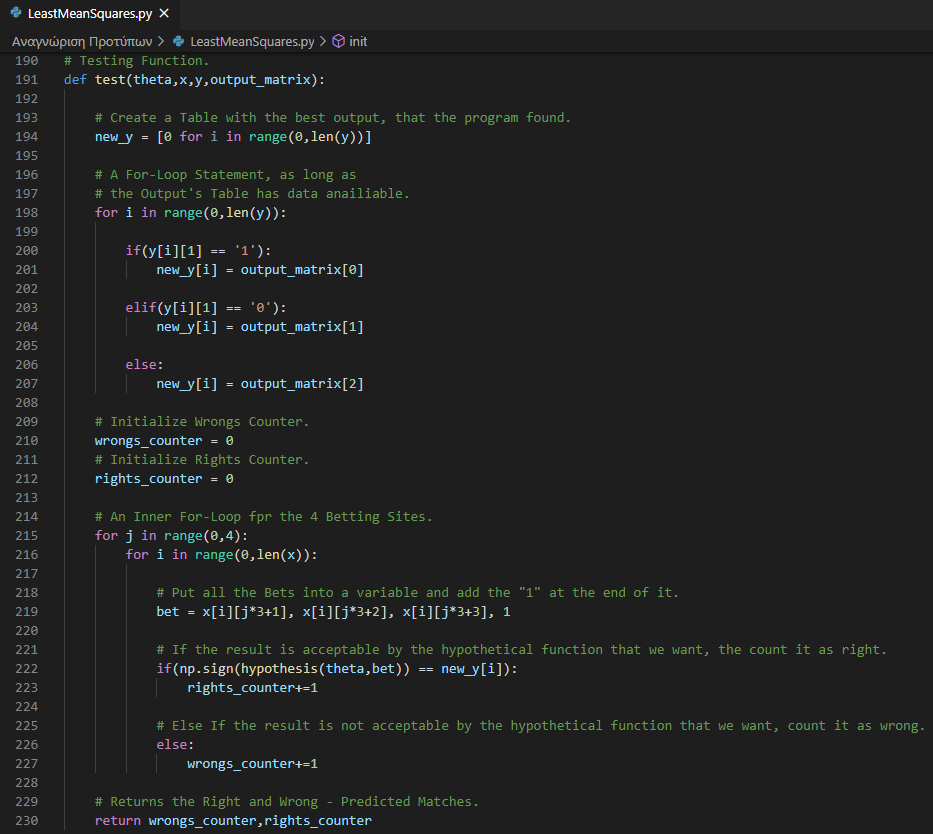 LeastMeanSquares.py ×
Αναγνώριση Προτύπων > LeastMeanSquares.py > init
190 # Testing Function.
191 def test(theta,x,y,output_matrix):
192
193     # Create a Table with the best output, that the program found.
194     new_y = [0 for i in range(0,len(y))]
195
196     # A For-Loop Statement, as long as
197     # the Output's Table has data anailiable.
198     for i in range(0,len(y)):
199
200         if(y[i][1] == '1'):
201             new_y[i] = output_matrix[0]
202
203         elif(y[i][1] == '0'):
204             new_y[i] = output_matrix[1]
205
206         else:
207             new_y[i] = output_matrix[2]
208
209     # Initialize Wrongs Counter.
210     wrongs_counter = 0
211     # Initialize Rights Counter.
212     rights_counter = 0
213
214     # An Inner For-Loop fpr the 4 Betting Sites.
215     for j in range(0,4):
216         for i in range(0,len(x)):
217
218             # Put all the Bets into a variable and add the "1" at the end of it.
219             bet = x[i][j*3+1], x[i][j*3+2], x[i][j*3+3], 1
220
221             # If the result is acceptable by the hypothetical function that we want, the count it as right.
222             if(np.sign(hypothesis(theta,bet)) == new_y[i]):
223                 rights_counter+=1
224
225             # Else If the result is not acceptable by the hypothetical function that we want, count it as wrong.
226             else:
227                 wrongs_counter+=1
228
229     # Returns the Right and Wrong - Predicted Matches.
230     return wrongs_counter,rights_counter